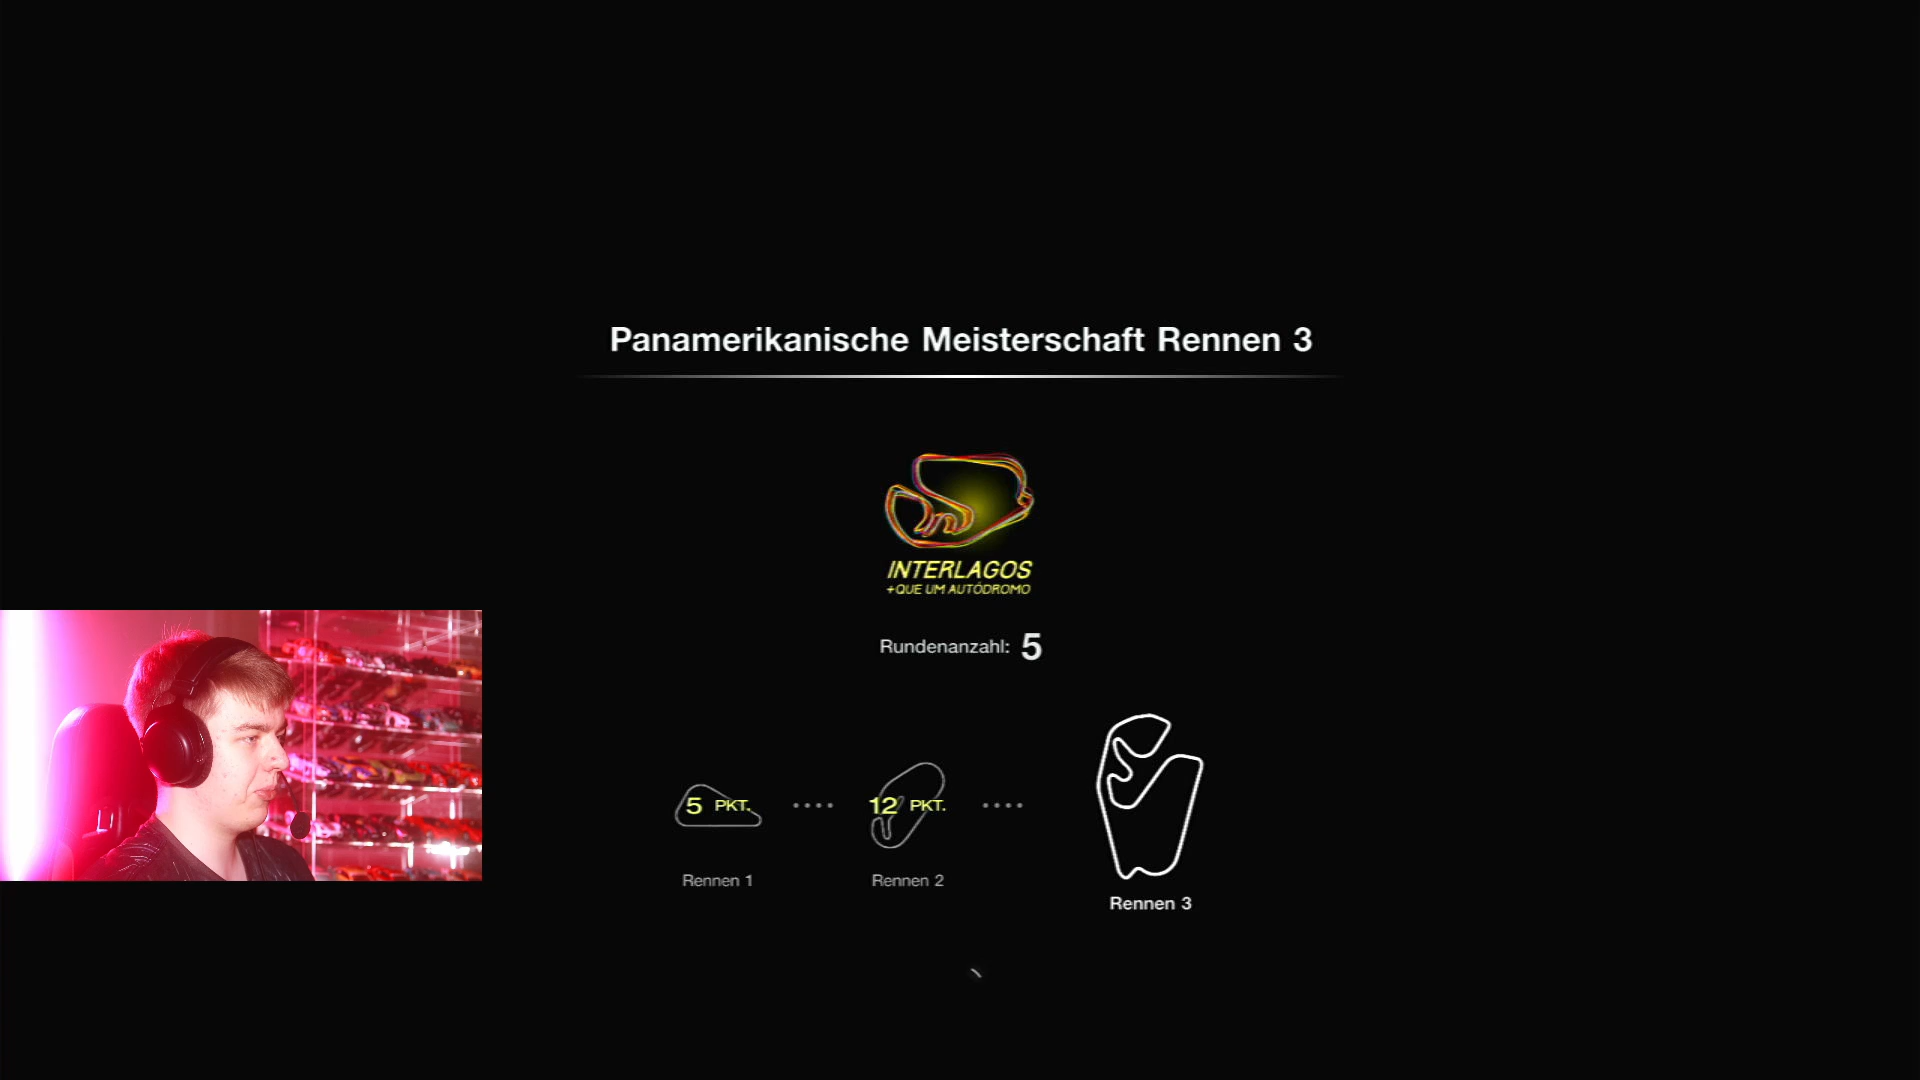 Panamerikanische Meisterschaft Rennen 3
INTERLAGOS
+QUE UM AUTÓDROMO
Rundenanzahl: 5
5 PKT.
12 PKT.
Rennen 1
Rennen 2
Rennen 3